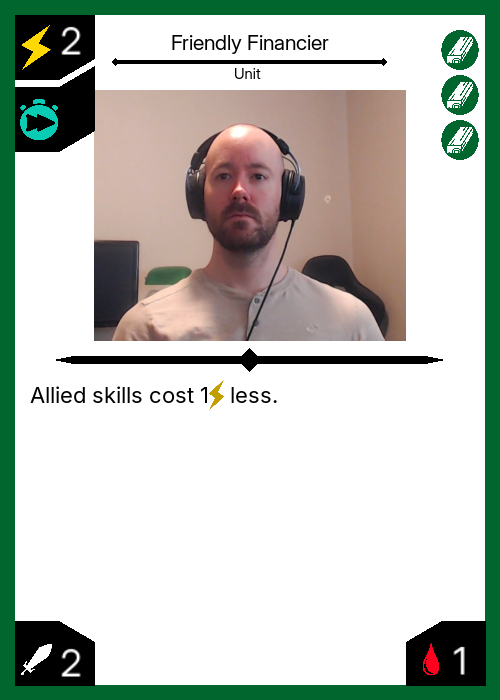 2
Friendly Financier
Unit
Allied skills cost 1 less.
2
1